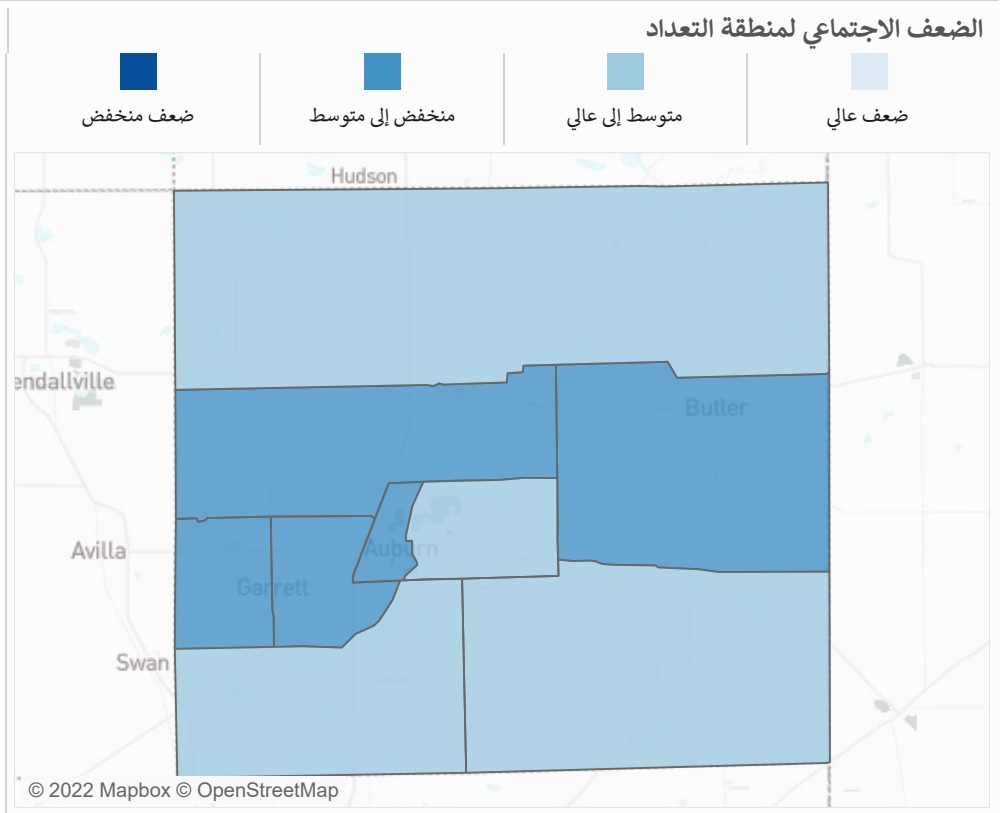 الضعف الاجتماعي لمنطقة التعداد
ضعف عالي
متوسط إلى عالي
منخفض إلى متوسط
ضعف منخفض
Hudson
endallville
Butler
Auburn
Avilla
Garrett
Swan
© 2022 Mapbox © OpenStreetMap